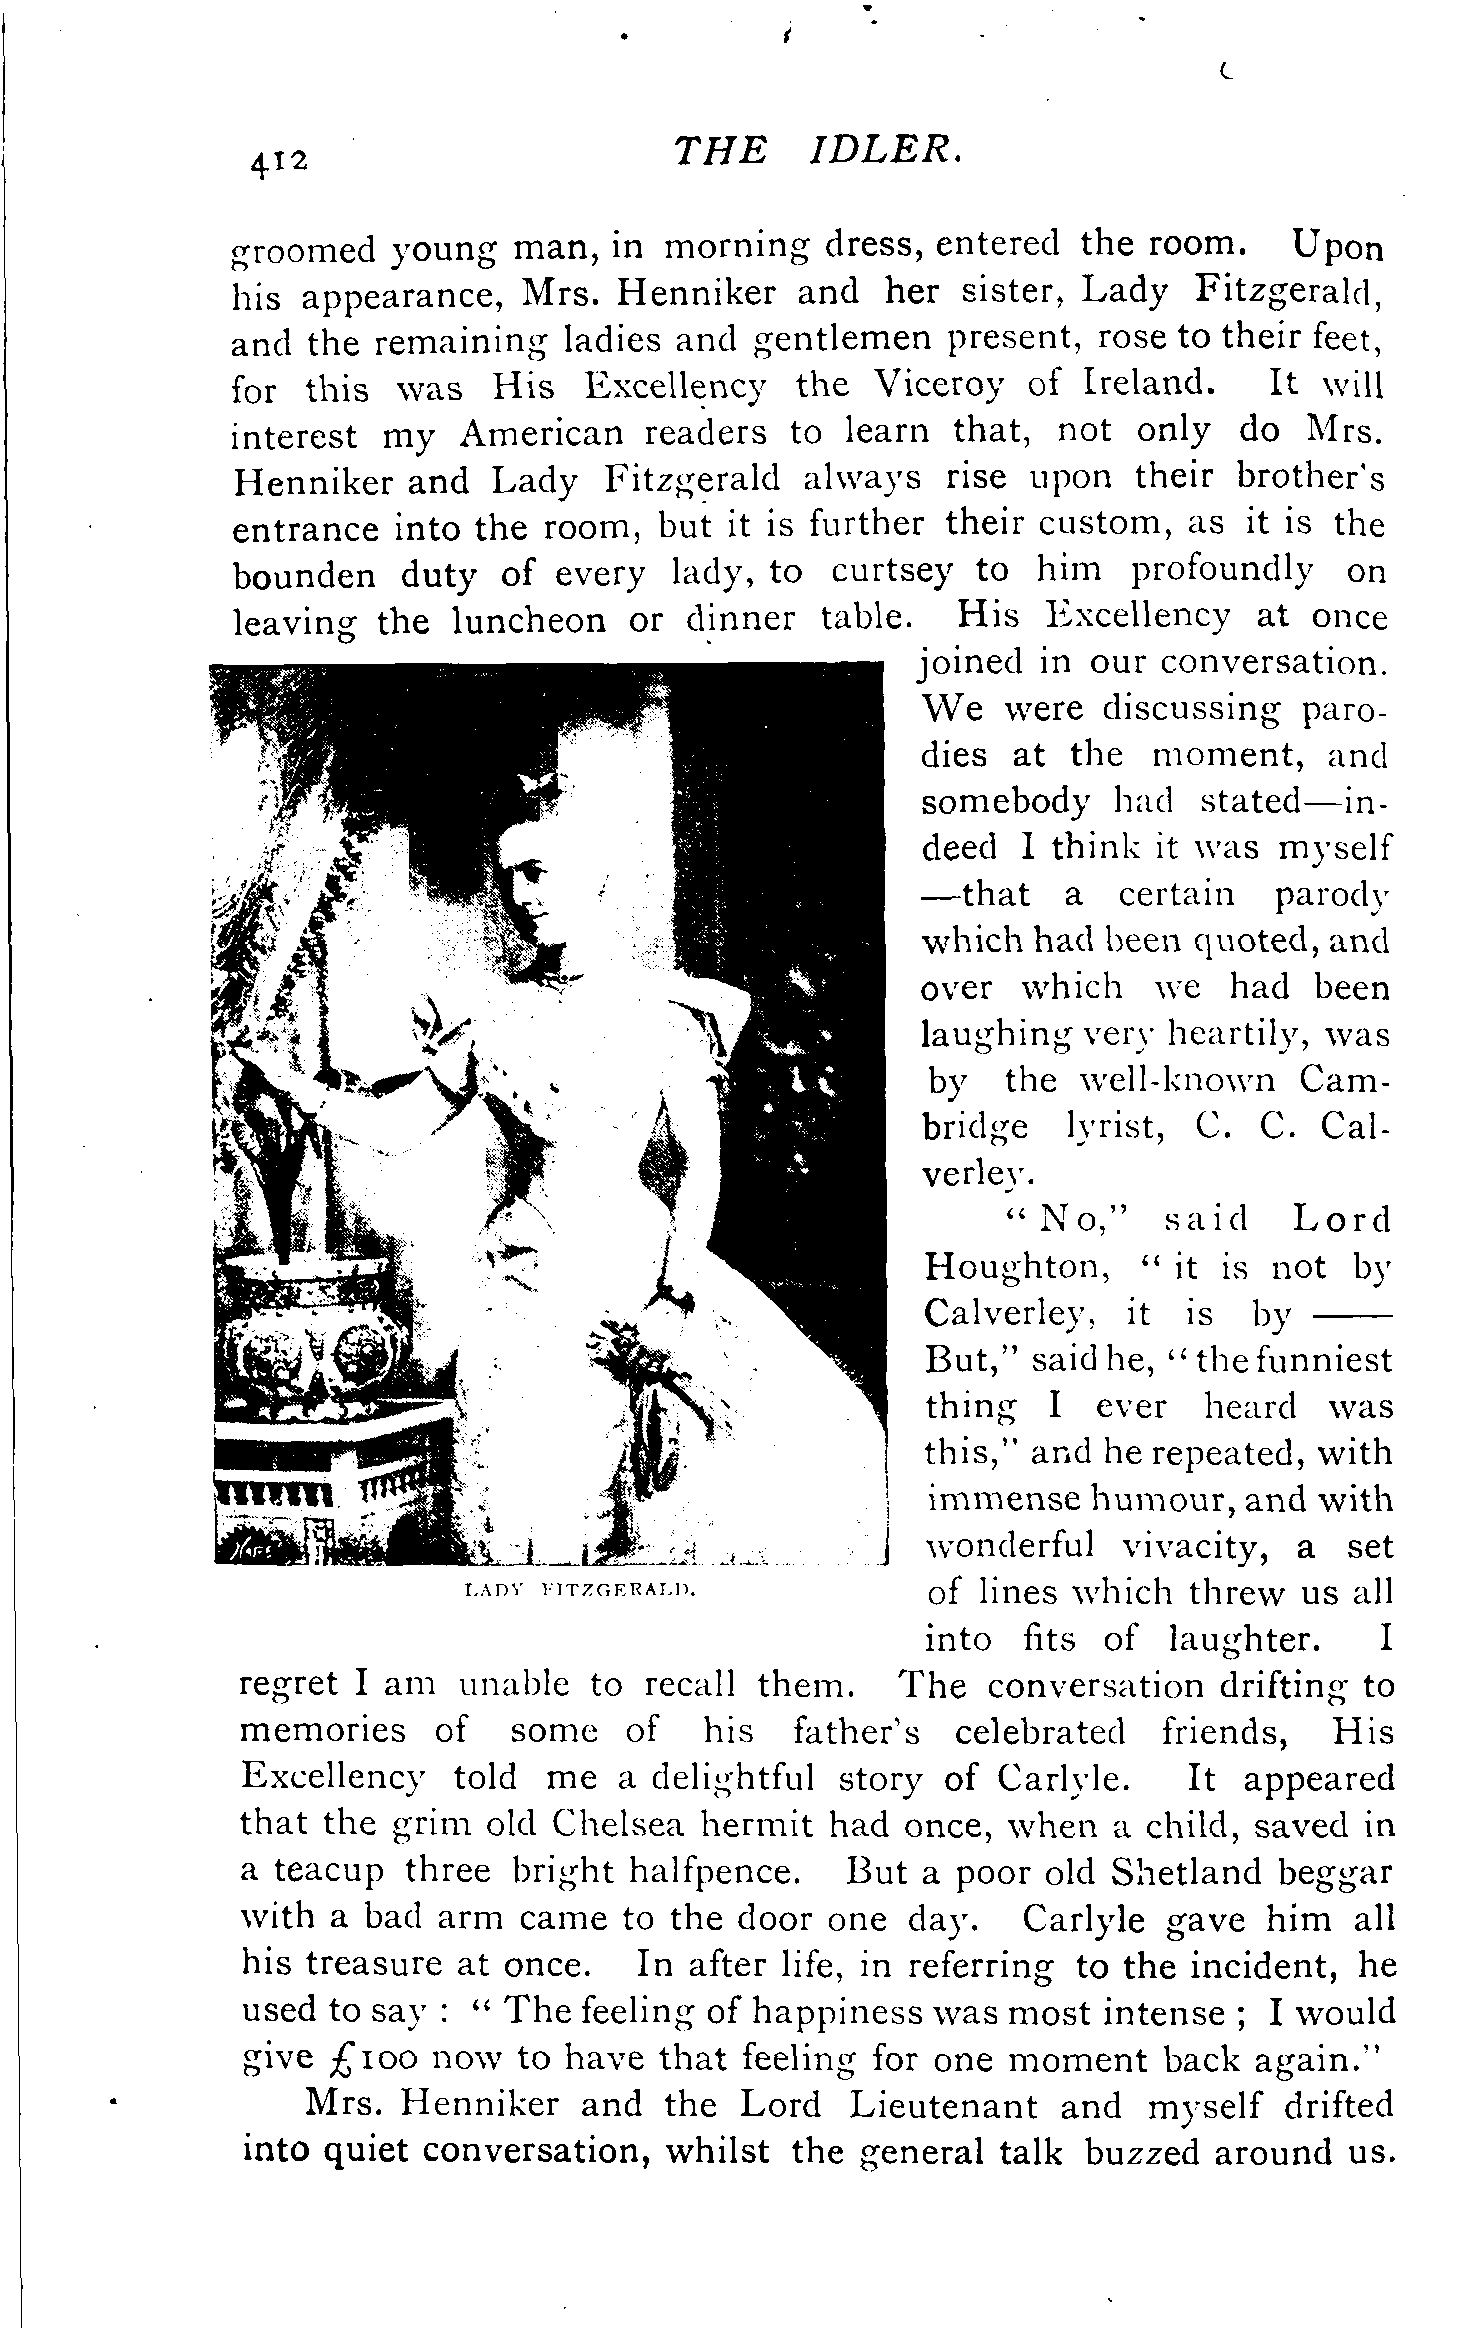 412 THE IDLER.
groomed young man, in morning dress, entered the room. Upon
his appearance, Mrs. Henniker and her sister, Lady Fitzgerald,
and the remaining ladies and gentlemen present, rose to their feet,
for this was His Excellency the Viceroy of Ireland. It will
interest my American readers to learn that, not only do Mrs.
Henniker and Lady Fitzgerald always rise upon their brother's
entrance into the room, but it is further their custom, as it is the
bounden duty of every lady, to curtsey to him profoundly on
leaving the luncheon or dinner table. His Excellency at once
joined in our conversation.
We were discussing paro-
dies at the moment, and
somebody had stated—in-
deed I think it was myself
—that a certain parody
which had been quoted, and
over which we had been
laughing very heartily, was
by the well-known Cam-
bridge lyrist, C. C. Cal-
verley.
"No," said Lord
Houghton, "it is not by
Calverley, it is by ——
But," said he, "the funniest
thing I ever heard was
this," and he repeated, with
immense humour, and with
wonderful vivacity, a set
of lines which threw us all
into fits of laughter. I
LADY FITZGERALD.
regret I am unable to recall them. The conversation drifting to
memories of some of his father's celebrated friends, His
Excellency told me a delightful story of Carlyle. It appeared
that the grim old Chelsea hermit had once, when a child, saved in
a teacup three bright halfpence. But a poor old Shetland beggar
with a bad arm came to the door one day. Carlyle gave him all
his treasure at once. In after life, in referring to the incident, he
used to say : "The feeling of happiness was most intense ; I would
give £100 now to have that feeling for one moment back again."
Mrs. Henniker and the Lord Lieutenant and myself drifted
into quiet conversation, whilst the general talk buzzed around us.